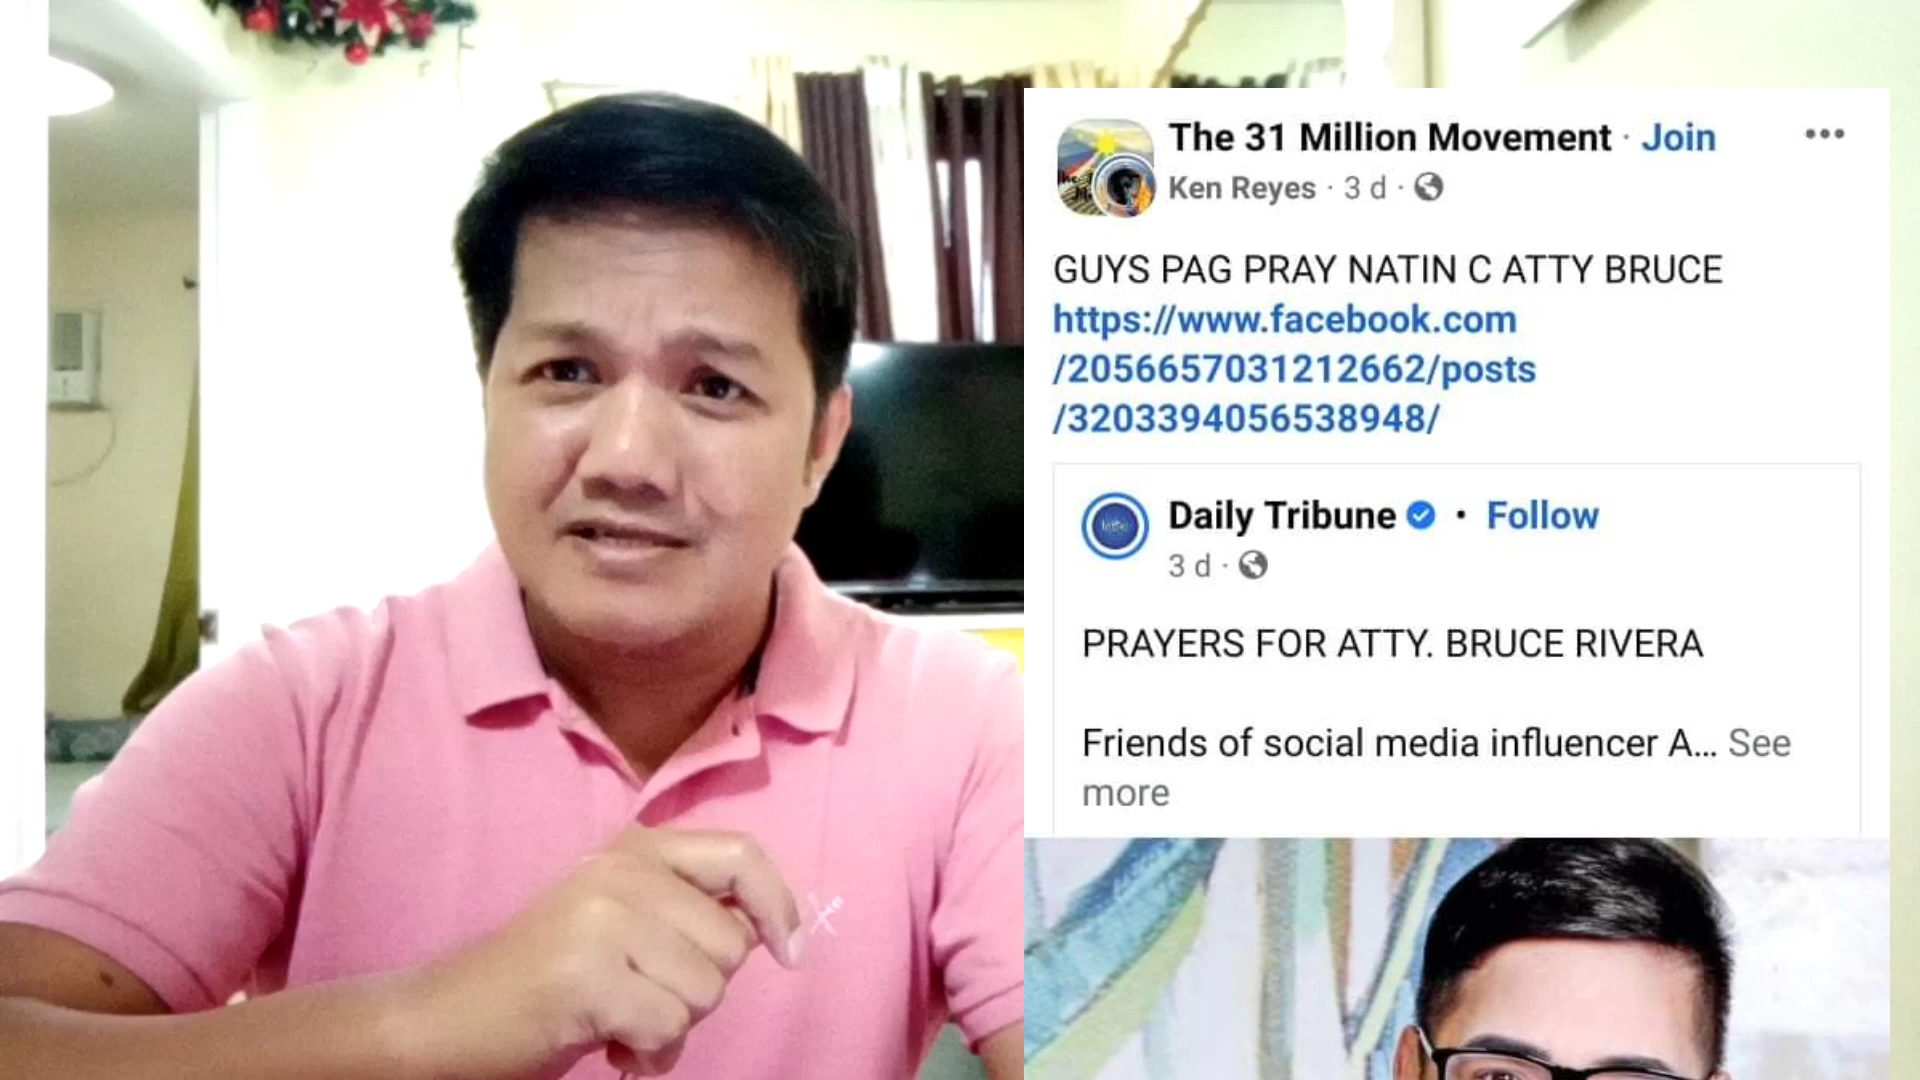 The 31 Million Movement · Join
Ken Reyes · 3 d ·
GUYS PAG PRAY NATIN C ATTY BRUCE
https://www.facebook.com
/2056657031212662/posts
/3203394056538948/
Daily Tribune · Follow
3 d ·
PRAYERS FOR ATTY. BRUCE RIVERA
Friends of social media influencer A... See
more